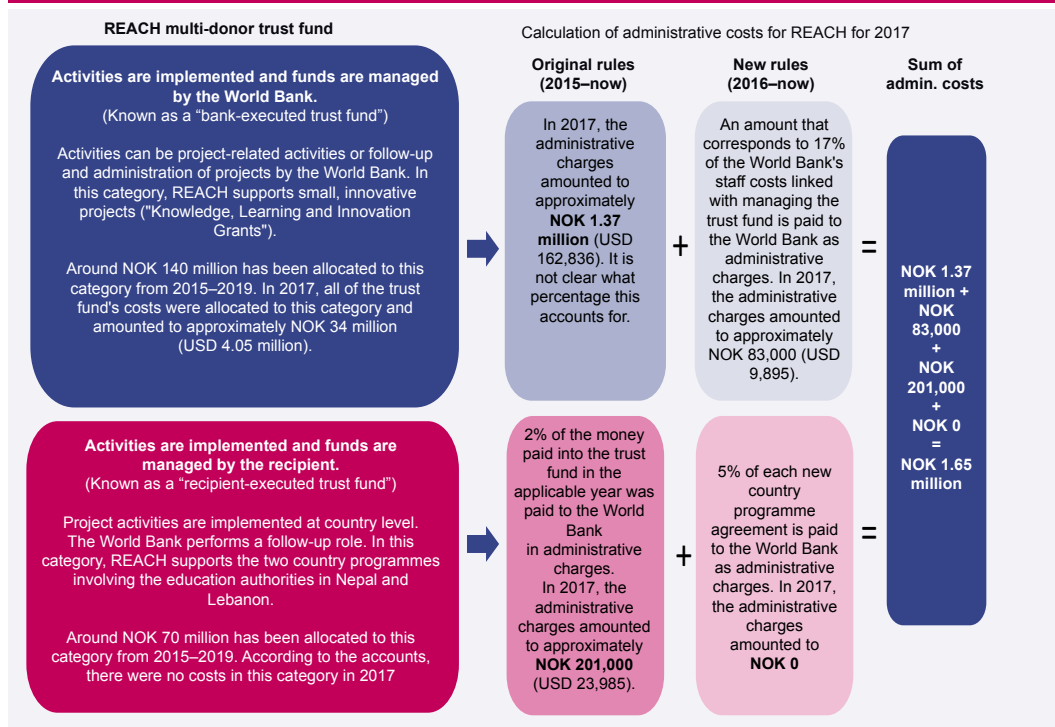 REACH multi-donor trust fund
Calculation of administrative costs for REACH for 2017
Original rules
(2015–now)
New rules
(2016–now)
Sum of
admin. costs
Activities are implemented and funds are managed
by the World Bank.
(Known as a “bank-executed trust fund”)
Activities can be project-related activities or follow-up
and administration of projects by the World Bank. In
this category, REACH supports small, innovative
projects ("Knowledge, Learning and Innovation
Grants").
Around NOK 140 million has been allocated to this
category from 2015–2019. In 2017, all of the trust
fund's costs were allocated to this category and
amounted to approximately NOK 34 million
(USD 4.05 million).
In 2017, the
administrative
charges
amounted to
approximately
NOK 1.37
million (USD
162,836). It is
not clear what
percentage this
accounts for.
+
An amount that
corresponds to 17%
of the World Bank's
staff costs linked
with managing the
trust fund is paid to
the World Bank as
administrative
charges. In 2017,
the administrative
charges amounted
to approximately
NOK 83,000 (USD
9,895).
=
Activities are implemented and funds are
managed by the recipient.
(Known as a “recipient-executed trust fund”)
Project activities are implemented at country level.
The World Bank performs a follow-up role. In this
category, REACH supports the two country programmes
involving the education authorities in Nepal and
Lebanon.
Around NOK 70 million has been allocated to this
category from 2015–2019. According to the accounts,
there were no costs in this category in 2017
2% of the money
paid into the trust
fund in the
applicable year was
paid to the World
Bank
in administrative
charges.
In 2017, the
administrative
charges amounted
to approximately
NOK 201,000
(USD 23,985).
+
5% of each new
country
programme
agreement is paid
to the World Bank
as administrative
charges. In 2017,
the administrative
charges
amounted to
NOK 0
=
NOK 1.37
million +
NOK
83,000
+
NOK
201,000
+
NOK 0
=
NOK 1.65
million